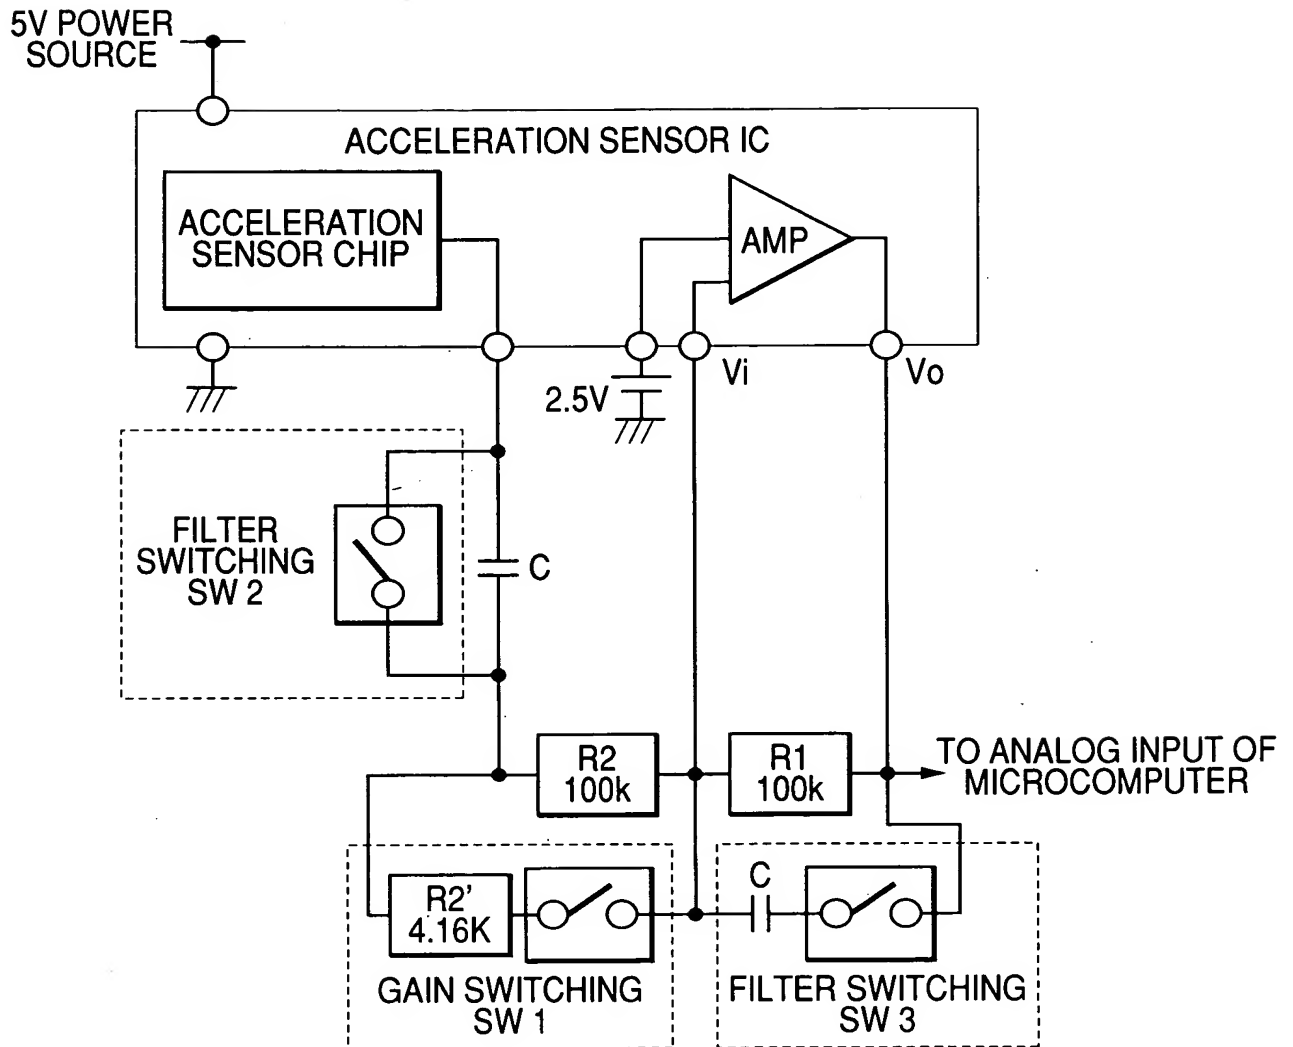 5V POWER
SOURCE
ACCELERATION SENSOR IC
ACCELERATION
SENSOR CHIP
AMP
2.5V
Vi
Vo
FILTER
SWITCHING
SW 2
C
R2
100k
R1
100k
TO ANALOG INPUT OF
MICROCOMPUTER
R2'
4.16K
C
GAIN SWITCHING
SW 1
FILTER SWITCHING
SW 3